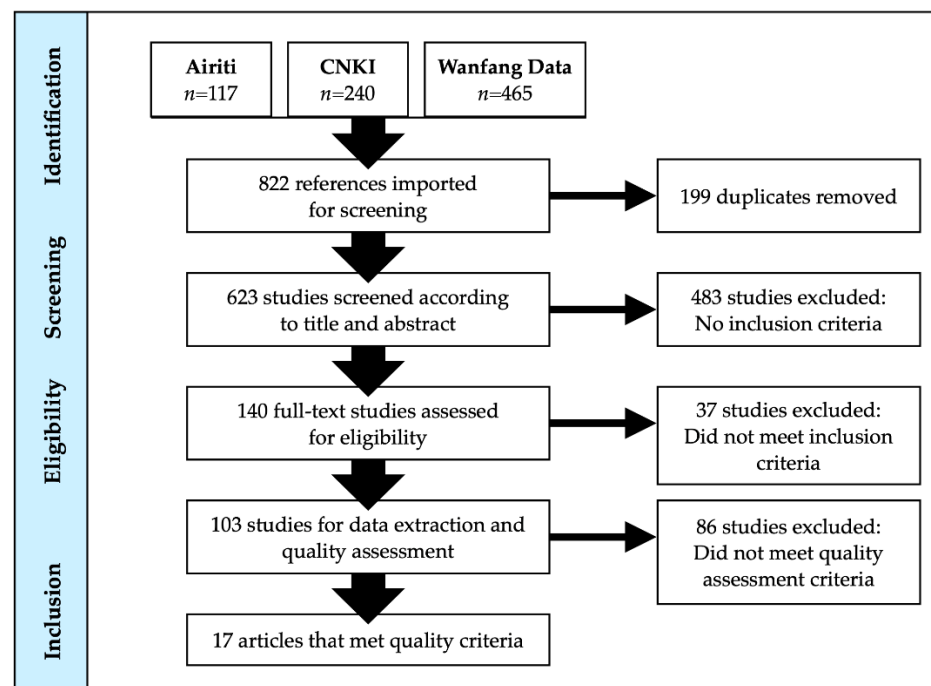 Identification
Airiti
n=117
CNKI
n=240
Wanfang Data
n=465
822 references imported
for screening
199 duplicates removed
Screening
623 studies screened according
to title and abstract
483 studies excluded:
No inclusion criteria
Eligibility
140 full-text studies assessed
for eligibility
37 studies excluded:
Did not meet inclusion
criteria
103 studies for data extraction and
quality assessment
86 studies excluded:
Did not meet quality
assessment criteria
Inclusion
17 articles that met quality criteria